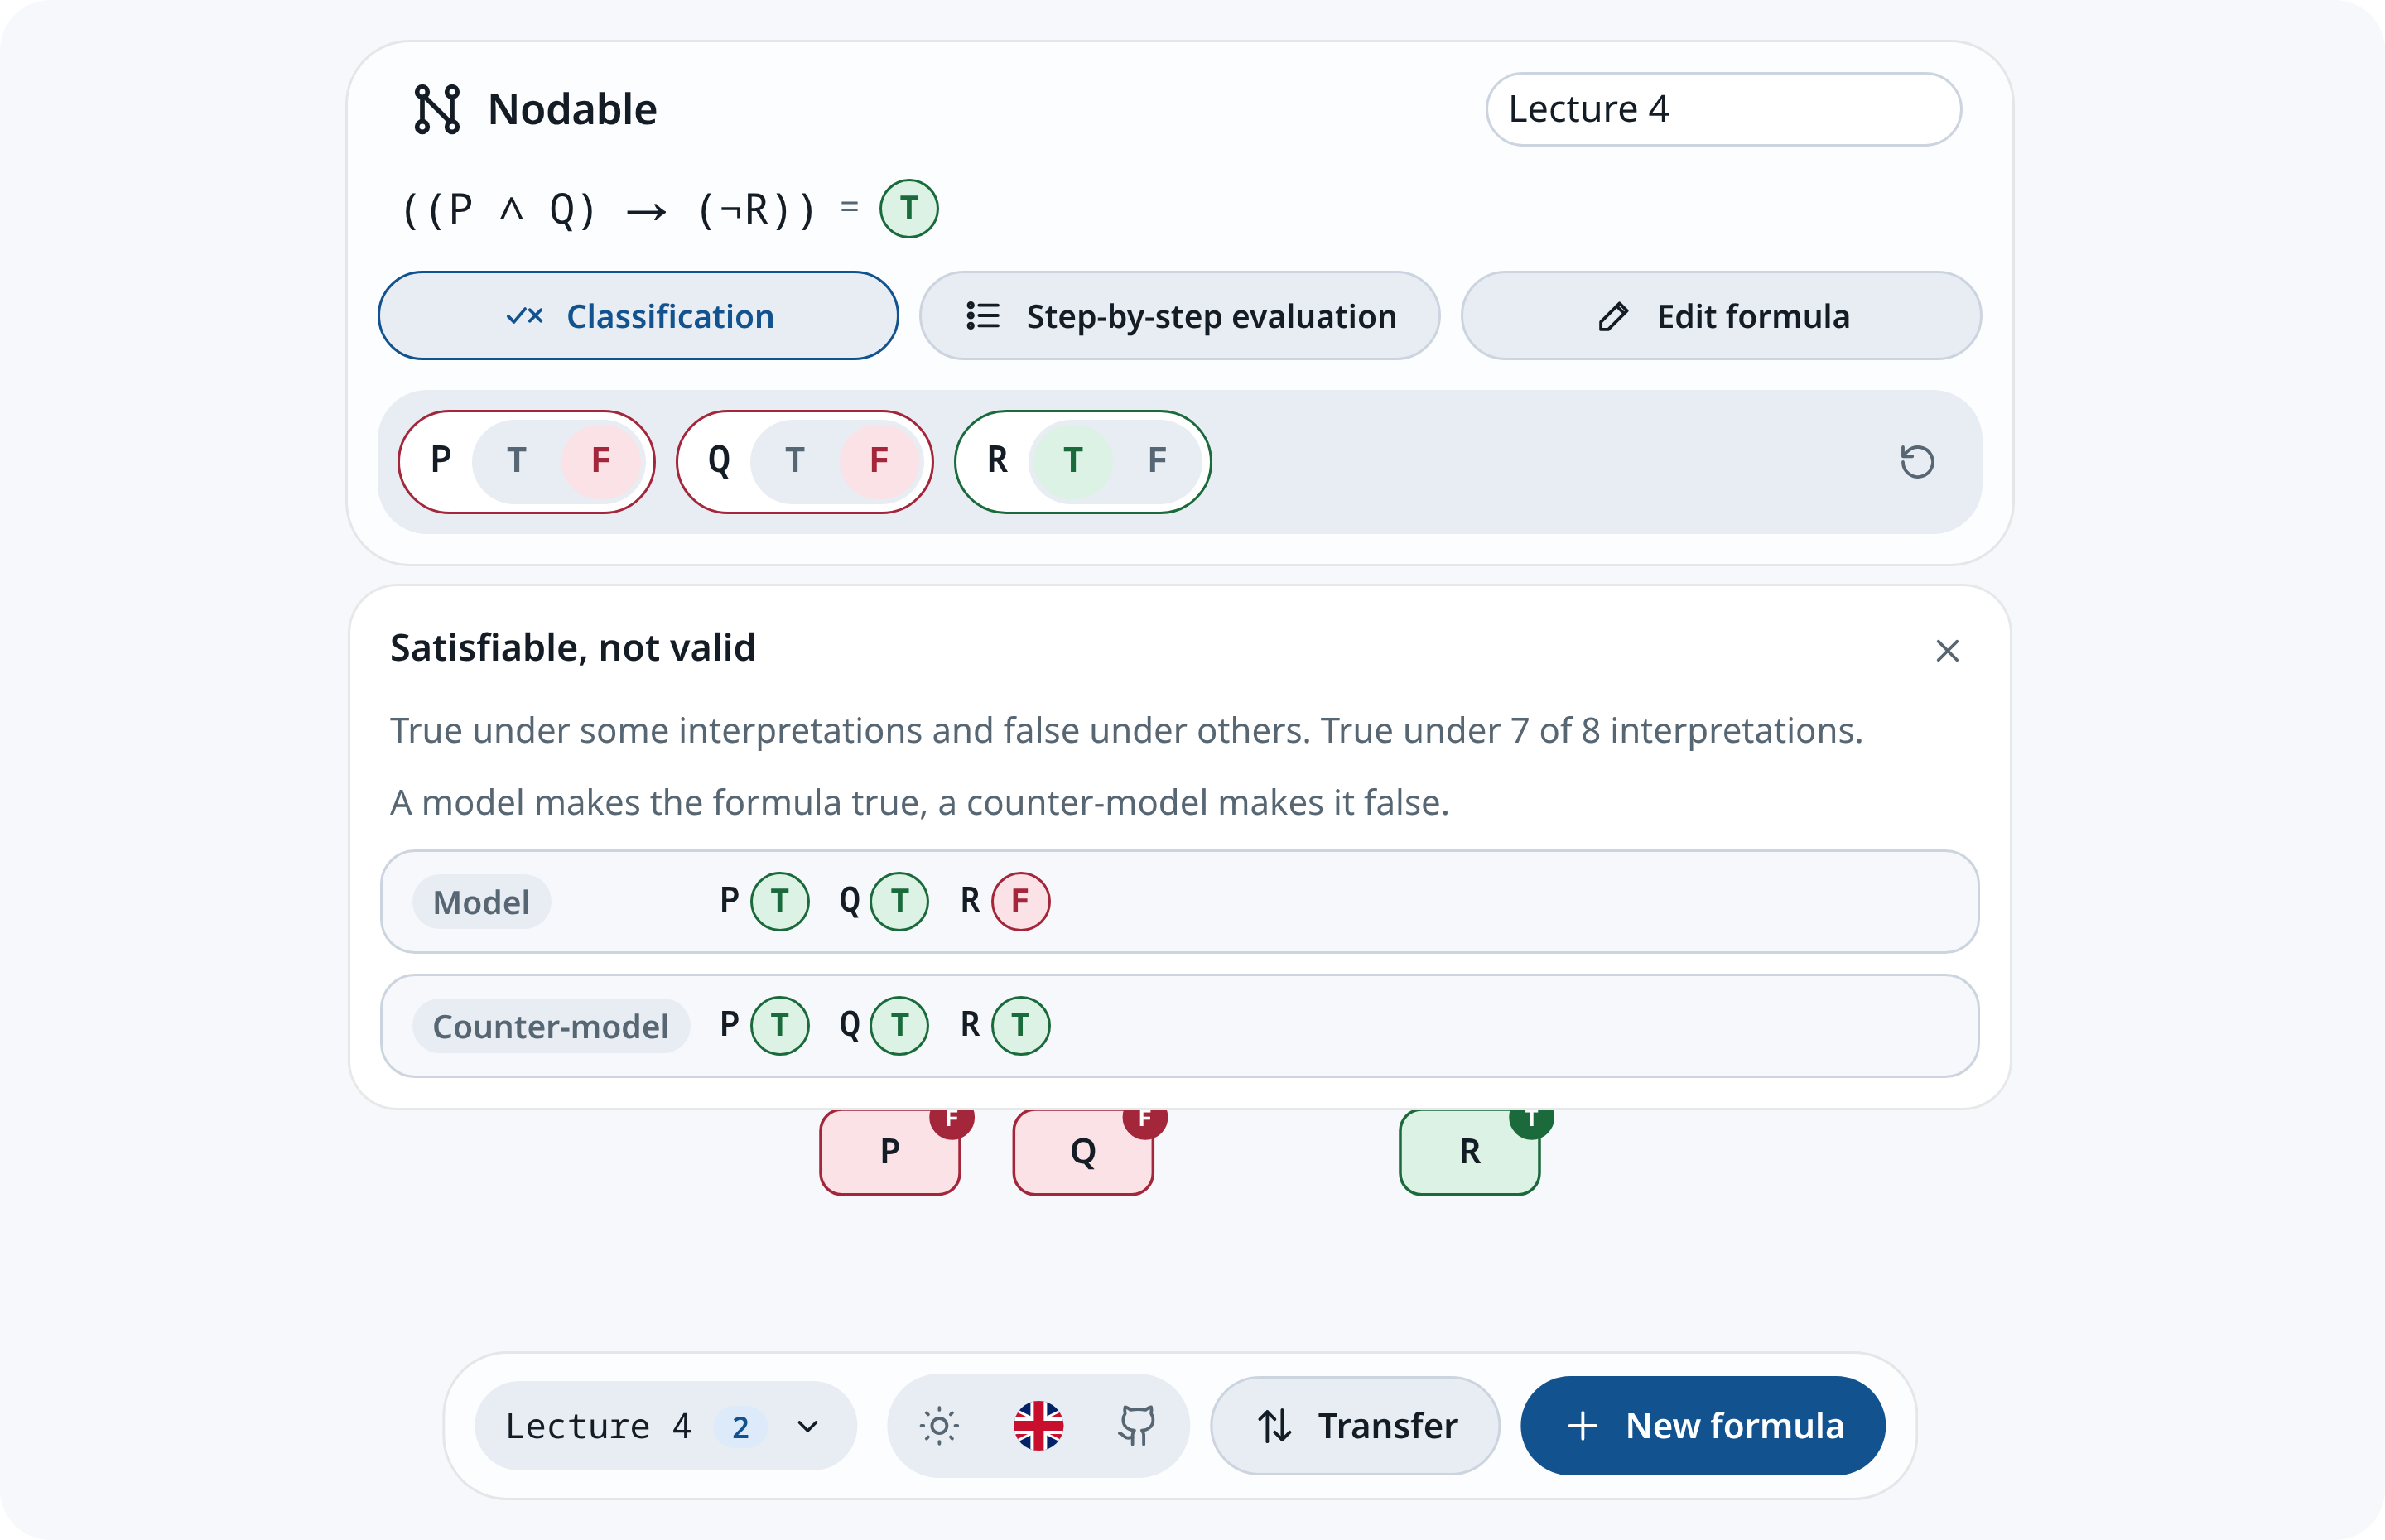 Nodable
Lecture 4
((P ∧ Q) → (¬R)) = T
Classification
Step-by-step evaluation
Edit formula
P T F Q T F R T F
Satisfiable, not valid
True under some interpretations and false under others. True under 7 of 8 interpretations.
A model makes the formula true, a counter-model makes it false.
Model P T Q T R F
Counter-model P T Q T R T
F F T
P Q R
Lecture 4 2
Transfer
New formula